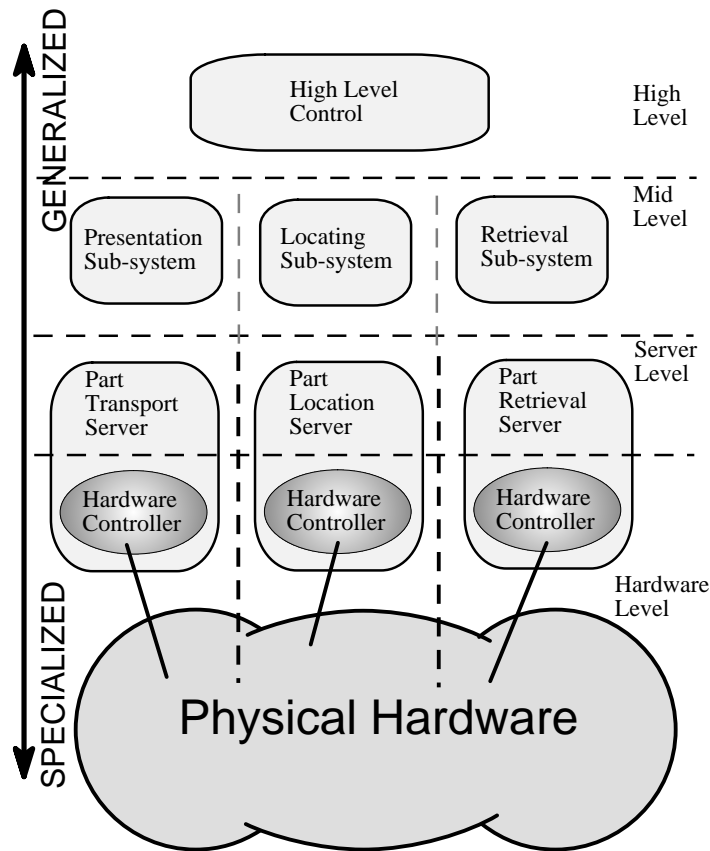 GENERALIZED
SPECIALIZED
High Level
Control
High
Level
Mid
Level
Presentation
Sub-system
Locating
Sub-system
Retrieval
Sub-system
Server
Level
Part
Transport
Server
Part
Location
Server
Part
Retrieval
Server
Hardware
Controller
Hardware
Controller
Hardware
Controller
Hardware
Level
Physical Hardware